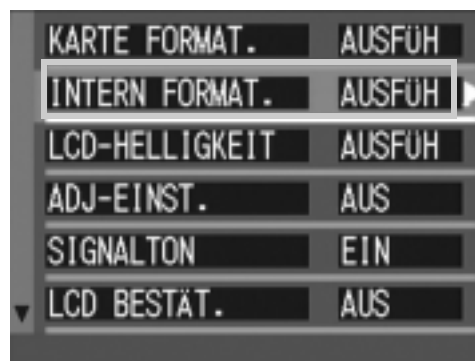 KARTE FORMAT. AUSFÜH
INTERN FORMAT. AUSFÜH
LCD-HELLIGKEIT AUSFÜH
ADJ-EINST. AUS
SIGNALTON EIN
LCD BESTÄT. AUS